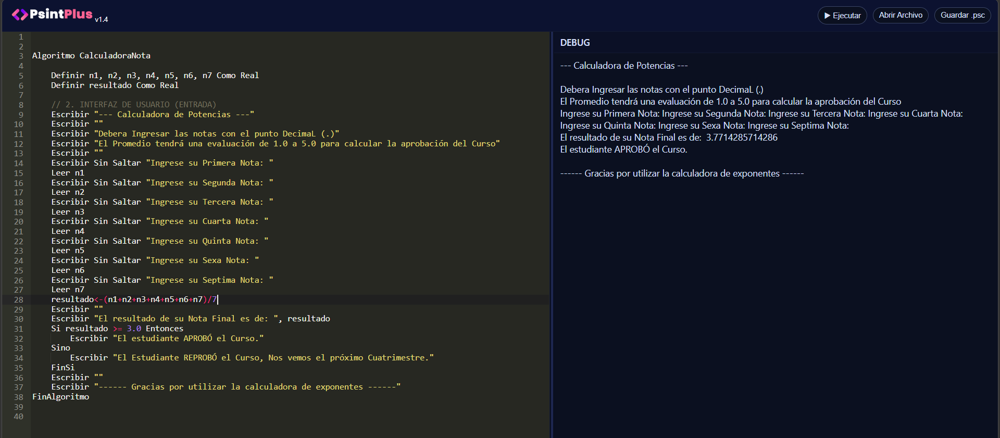 PsintPlus v1.4
▶ Ejecutar
Abrir Archivo
Guardar .psc
1
2
3 Algoritmo CalculadoraNota
4
5 Definir n1, n2, n3, n4, n5, n6, n7 Como Real
6 Definir resultado Como Real
7
8 // 2. INTERFAZ DE USUARIO (ENTRADA)
9 Escribir "--- Calculadora de Potencias ---"
10 Escribir ""
11 Escribir "Debera Ingresar las notas con el punto DecimaL (.)"
12 Escribir "El Promedio tendrá una evaluación de 1.0 a 5.0 para calcular la aprobación del Curso"
13 Escribir ""
14 Escribir Sin Saltar "Ingrese su Primera Nota: "
15 Leer n1
16 Escribir Sin Saltar "Ingrese su Segunda Nota: "
17 Leer n2
18 Escribir Sin Saltar "Ingrese su Tercera Nota: "
19 Leer n3
20 Escribir Sin Saltar "Ingrese su Cuarta Nota: "
21 Leer n4
22 Escribir Sin Saltar "Ingrese su Quinta Nota: "
23 Leer n5
24 Escribir Sin Saltar "Ingrese su Sexa Nota: "
25 Leer n6
26 Escribir Sin Saltar "Ingrese su Septima Nota: "
27 Leer n7
28 resultado<-(n1+n2+n3+n4+n5+n6+n7)/7
29 Escribir ""
30 Escribir "El resultado de su Nota Final es de: ", resultado
31 Si resultado >= 3.0 Entonces
32 Escribir "El estudiante APROBÓ el Curso."
33 Sino
34 Escribir "El Estudiante REPROBÓ el Curso, Nos vemos el próximo Cuatrimestre."
35 FinSi
36 Escribir ""
37 Escribir "------ Gracias por utilizar la calculadora de exponentes ------"
38 FinAlgoritmo
39
40
DEBUG
--- Calculadora de Potencias ---
Debera Ingresar las notas con el punto DecimaL (.)
El Promedio tendrá una evaluación de 1.0 a 5.0 para calcular la aprobación del Curso
Ingrese su Primera Nota: Ingrese su Segunda Nota: Ingrese su Tercera Nota: Ingrese su Cuarta Nota:
Ingrese su Quinta Nota: Ingrese su Sexa Nota: Ingrese su Septima Nota:
El resultado de su Nota Final es de:  3.7714285714286
El estudiante APROBÓ el Curso.
------ Gracias por utilizar la calculadora de exponentes ------